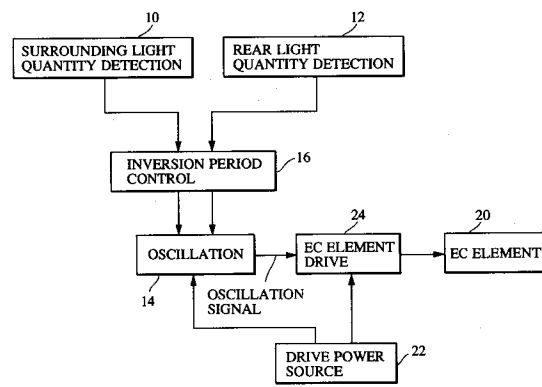 10
12
SURROUNDING LIGHT
QUANTITY DETECTION
REAR LIGHT
QUANTITY DETECTION
INVERSION PERIOD
CONTROL
16
24
20
OSCILLATION
EC ELEMENT
DRIVE
EC ELEMENT
14
OSCILLATION
SIGNAL
DRIVE POWER
SOURCE
22